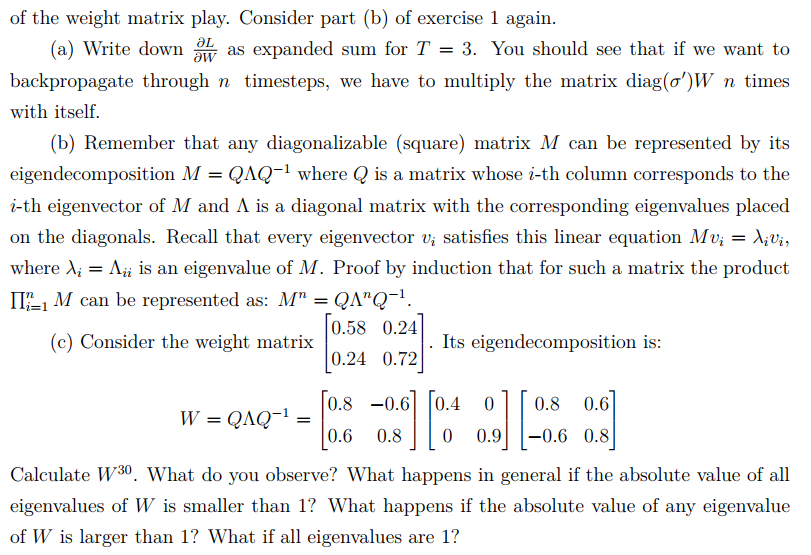 of the weight matrix play. Consider part (b) of exercise 1 again.
(a) Write down ∂L/∂W as expanded sum for T = 3. You should see that if we want to
backpropagate through n timesteps, we have to multiply the matrix diag(σ′)W n times
with itself.
(b) Remember that any diagonalizable (square) matrix M can be represented by its
eigendecomposition M = QΛQ⁻¹ where Q is a matrix whose i-th column corresponds to the
i-th eigenvector of M and Λ is a diagonal matrix with the corresponding eigenvalues placed
on the diagonals. Recall that every eigenvector vᵢ satisfies this linear equation Mvᵢ = λᵢvᵢ,
where λᵢ = Λᵢᵢ is an eigenvalue of M. Proof by induction that for such a matrix the product
∏ⁿᵢ₌₁ M can be represented as: Mⁿ = QΛⁿQ⁻¹.
(c) Consider the weight matrix [0.58 0.24; 0.24 0.72]. Its eigendecomposition is:
W = QΛQ⁻¹ = [0.8 −0.6; 0.6 0.8] [0.4 0; 0 0.9] [0.8 0.6; −0.6 0.8]
Calculate W³⁰. What do you observe? What happens in general if the absolute value of all
eigenvalues of W is smaller than 1? What happens if the absolute value of any eigenvalue
of W is larger than 1? What if all eigenvalues are 1?